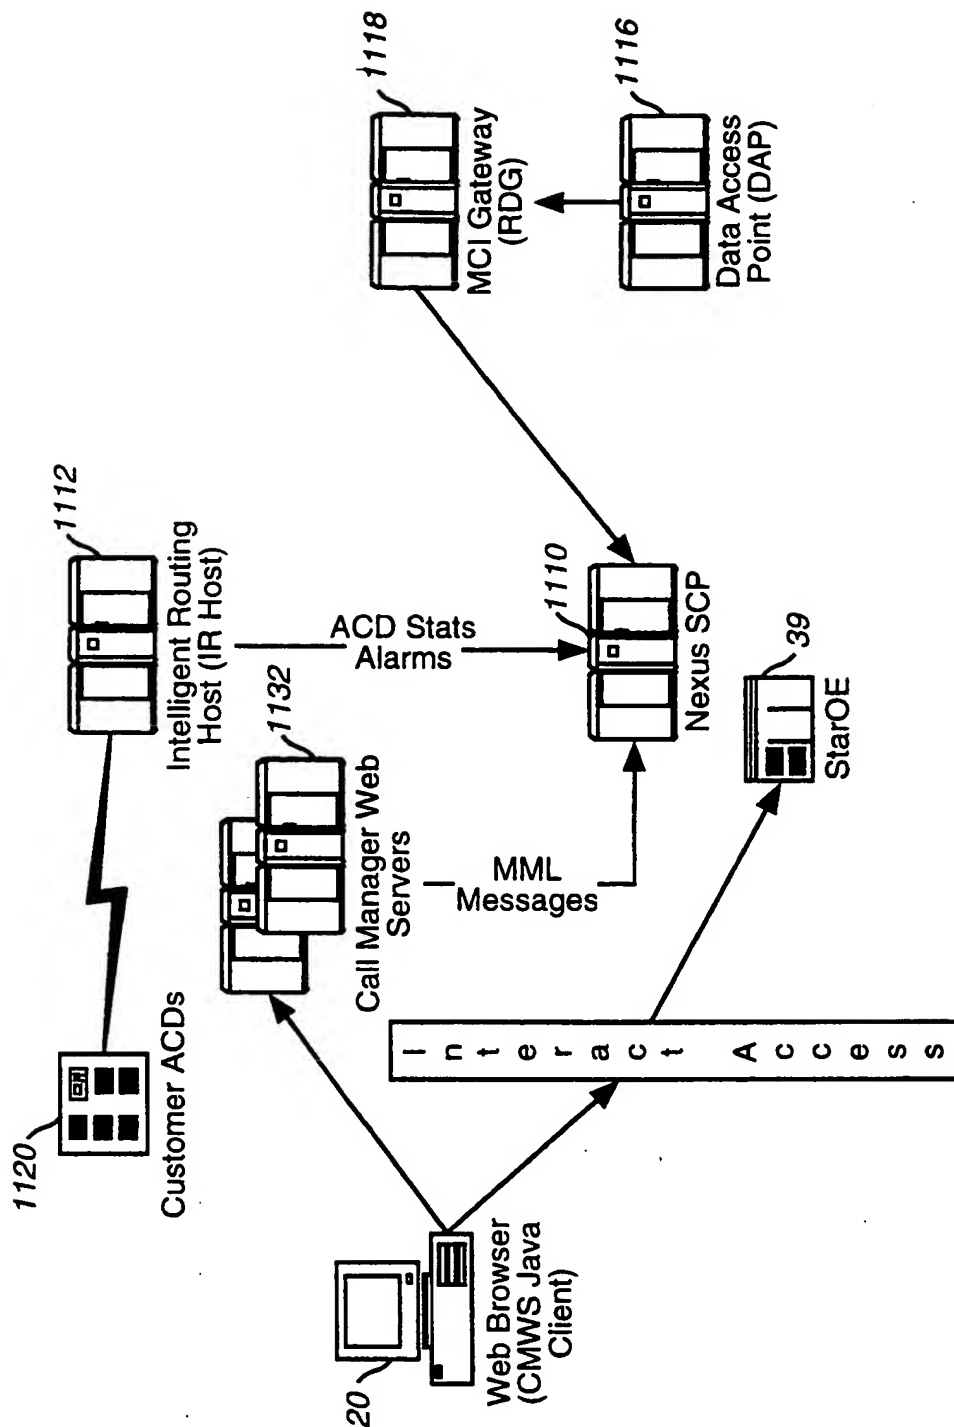 1120
Customer ACDs
1112
Intelligent Routing
Host (IR Host)
1118
MCI Gateway
(RDG)
1116
Data Access
Point (DAP)
ACD Stats
Alarms
1132
Call Manager Web
Servers
MML
Messages
1110
Nexus SCP
39
StarOE
Interact Access
20
Web Browser
(CMWS Java
Client)